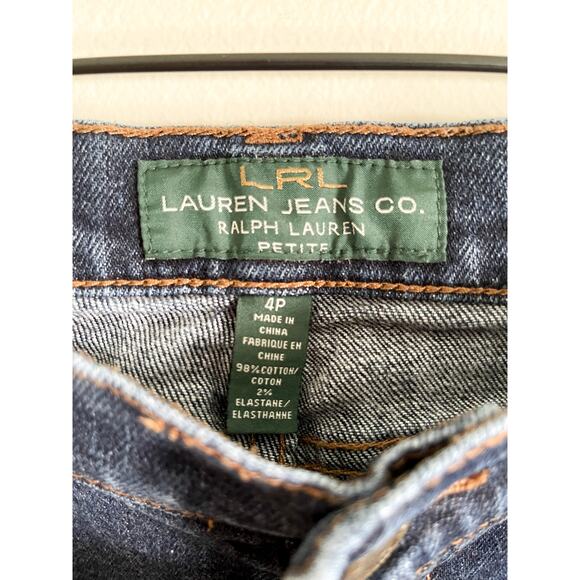 LRL
LAUREN JEANS CO.
RALPH LAUREN
PETITE
4P
MADE IN
CHINA
FABRIQUE EN
CHINE
98% COTTON/
COTON
2%
ELASTANE/
ELASTHANNE